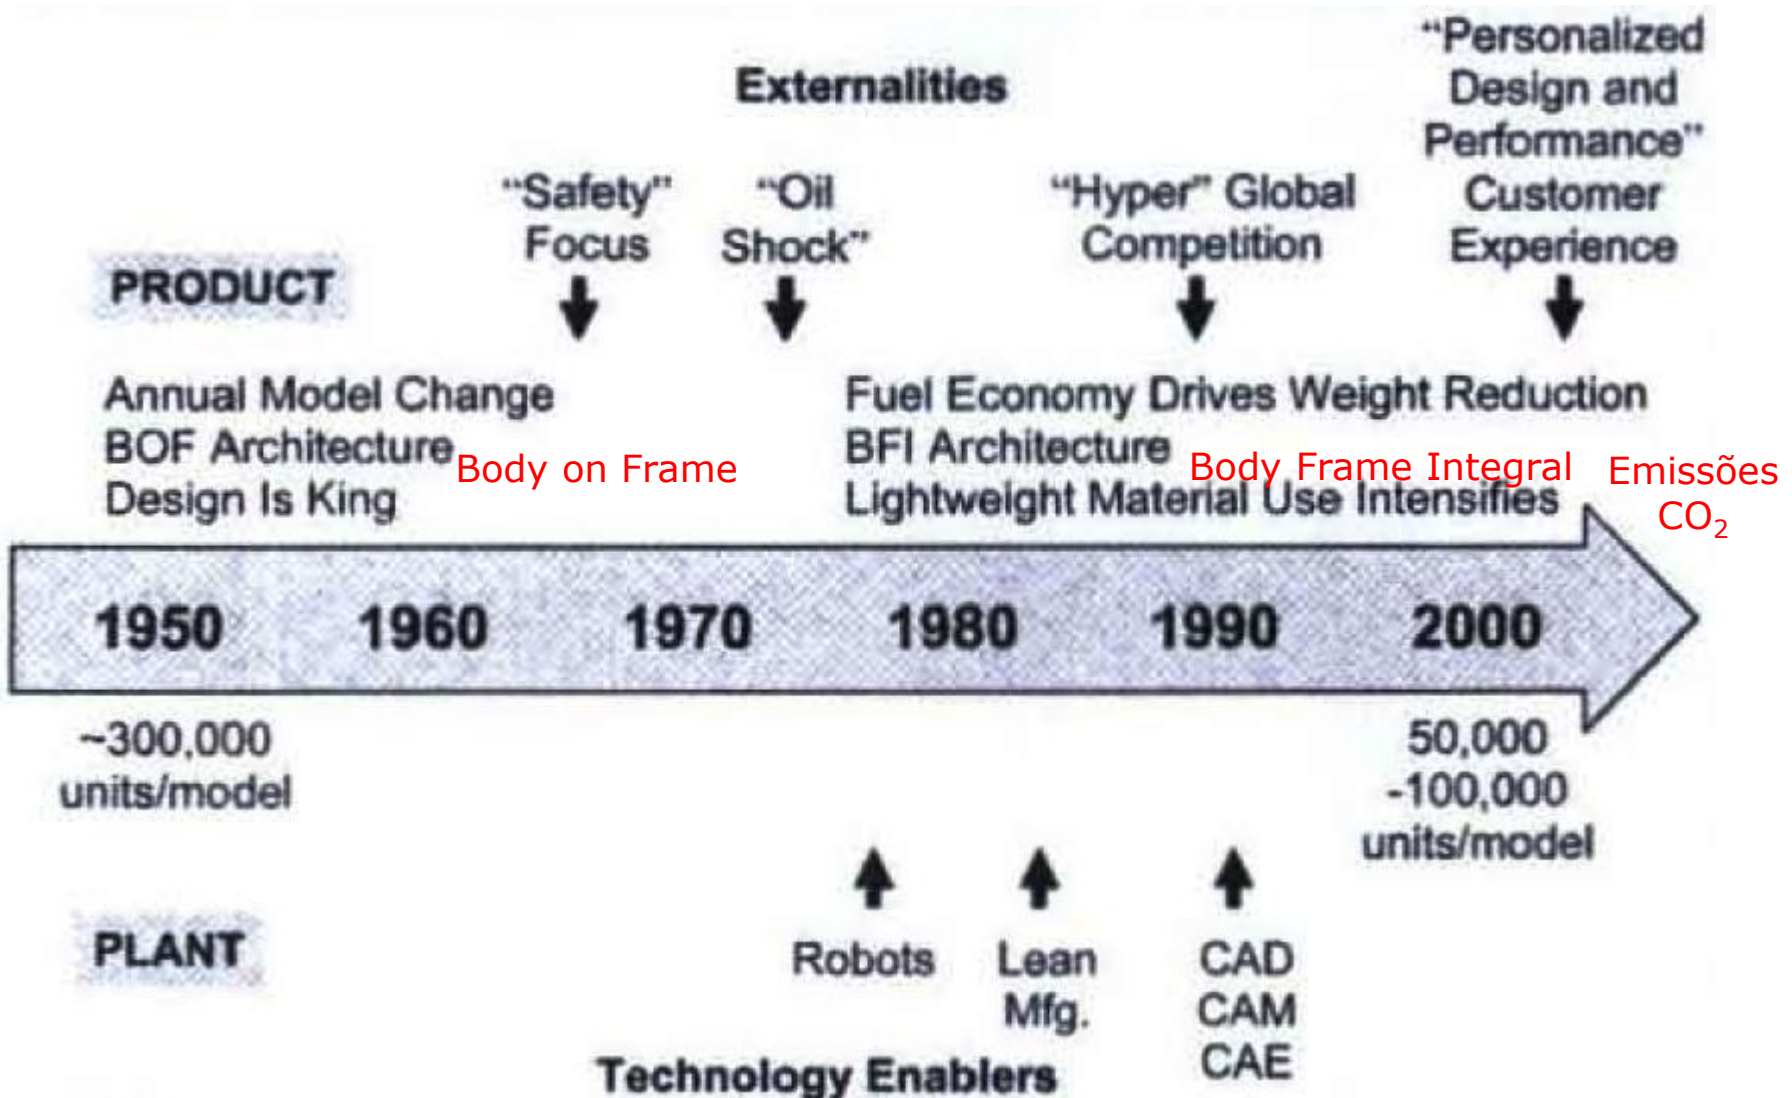 Externalities
"Personalized
Design and
Performance"
Customer
Experience
"Safety"
Focus
"Oil
Shock"
"Hyper" Global
Competition
PRODUCT
Annual Model Change
BOF Architecture
Body on Frame
Design Is King
Fuel Economy Drives Weight Reduction
BFI Architecture
Body Frame Integral
Lightweight Material Use Intensifies
Emissões
CO₂
1950 1960 1970 1980 1990 2000
~300,000
units/model
50,000
-100,000
units/model
PLANT
Robots
Lean
Mfg.
CAD
CAM
CAE
Technology Enablers